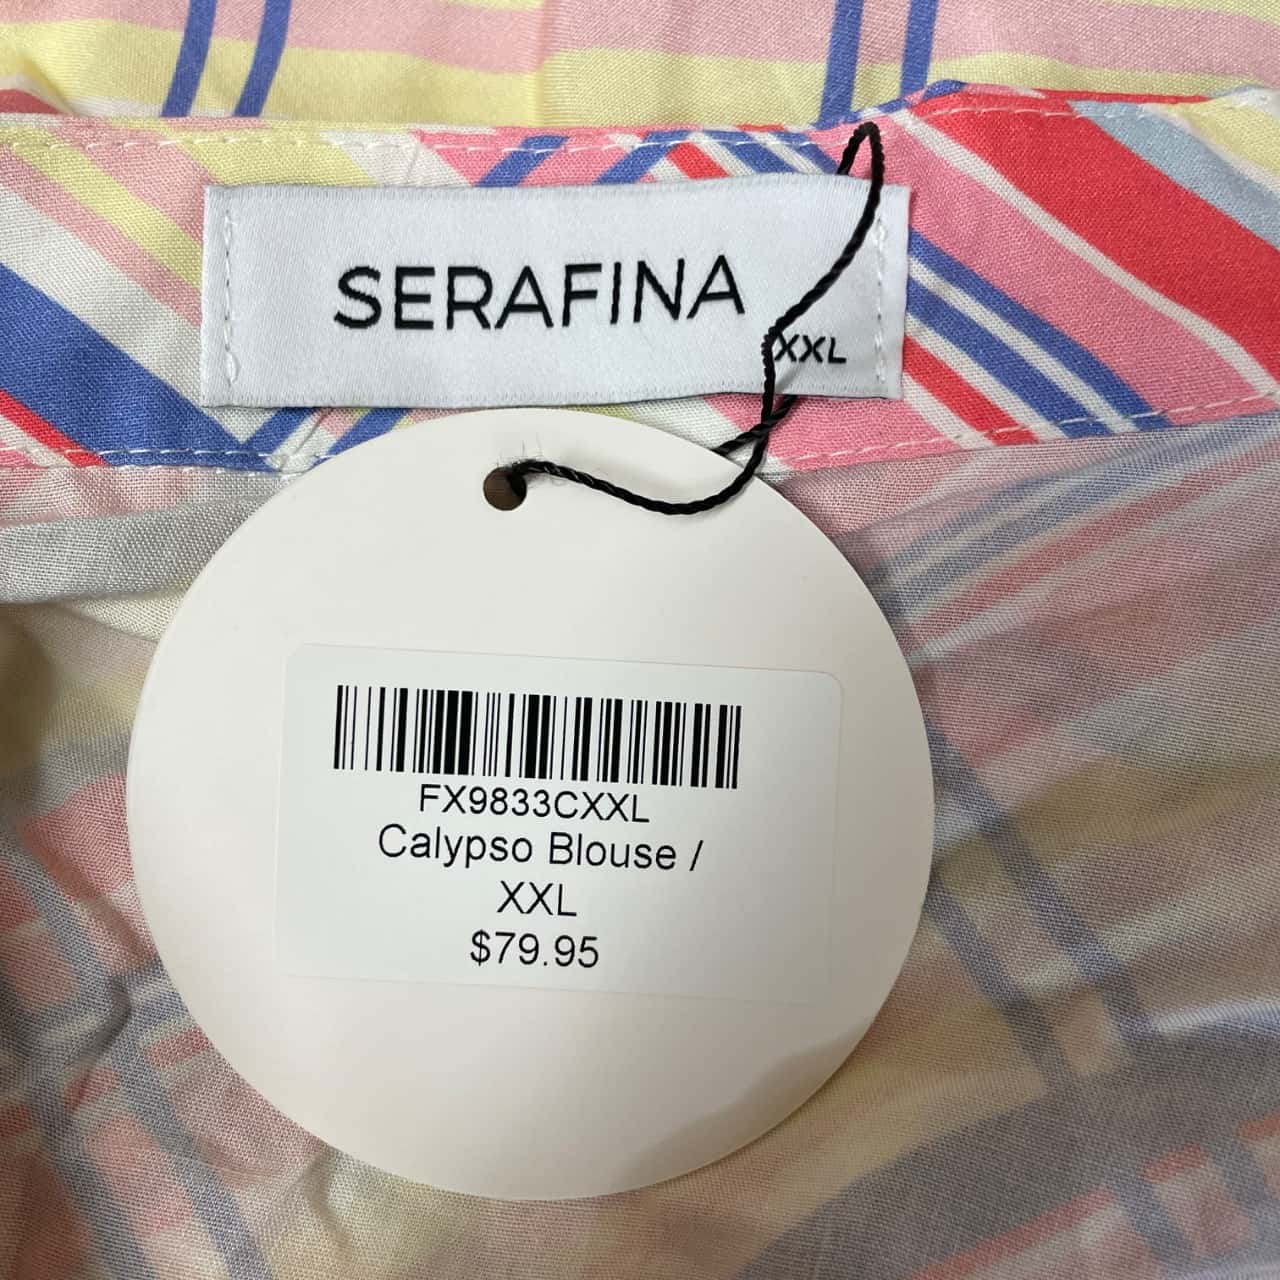 SERAFINA
XXL
FX9833CXXL
Calypso Blouse /
XXL
$79.95